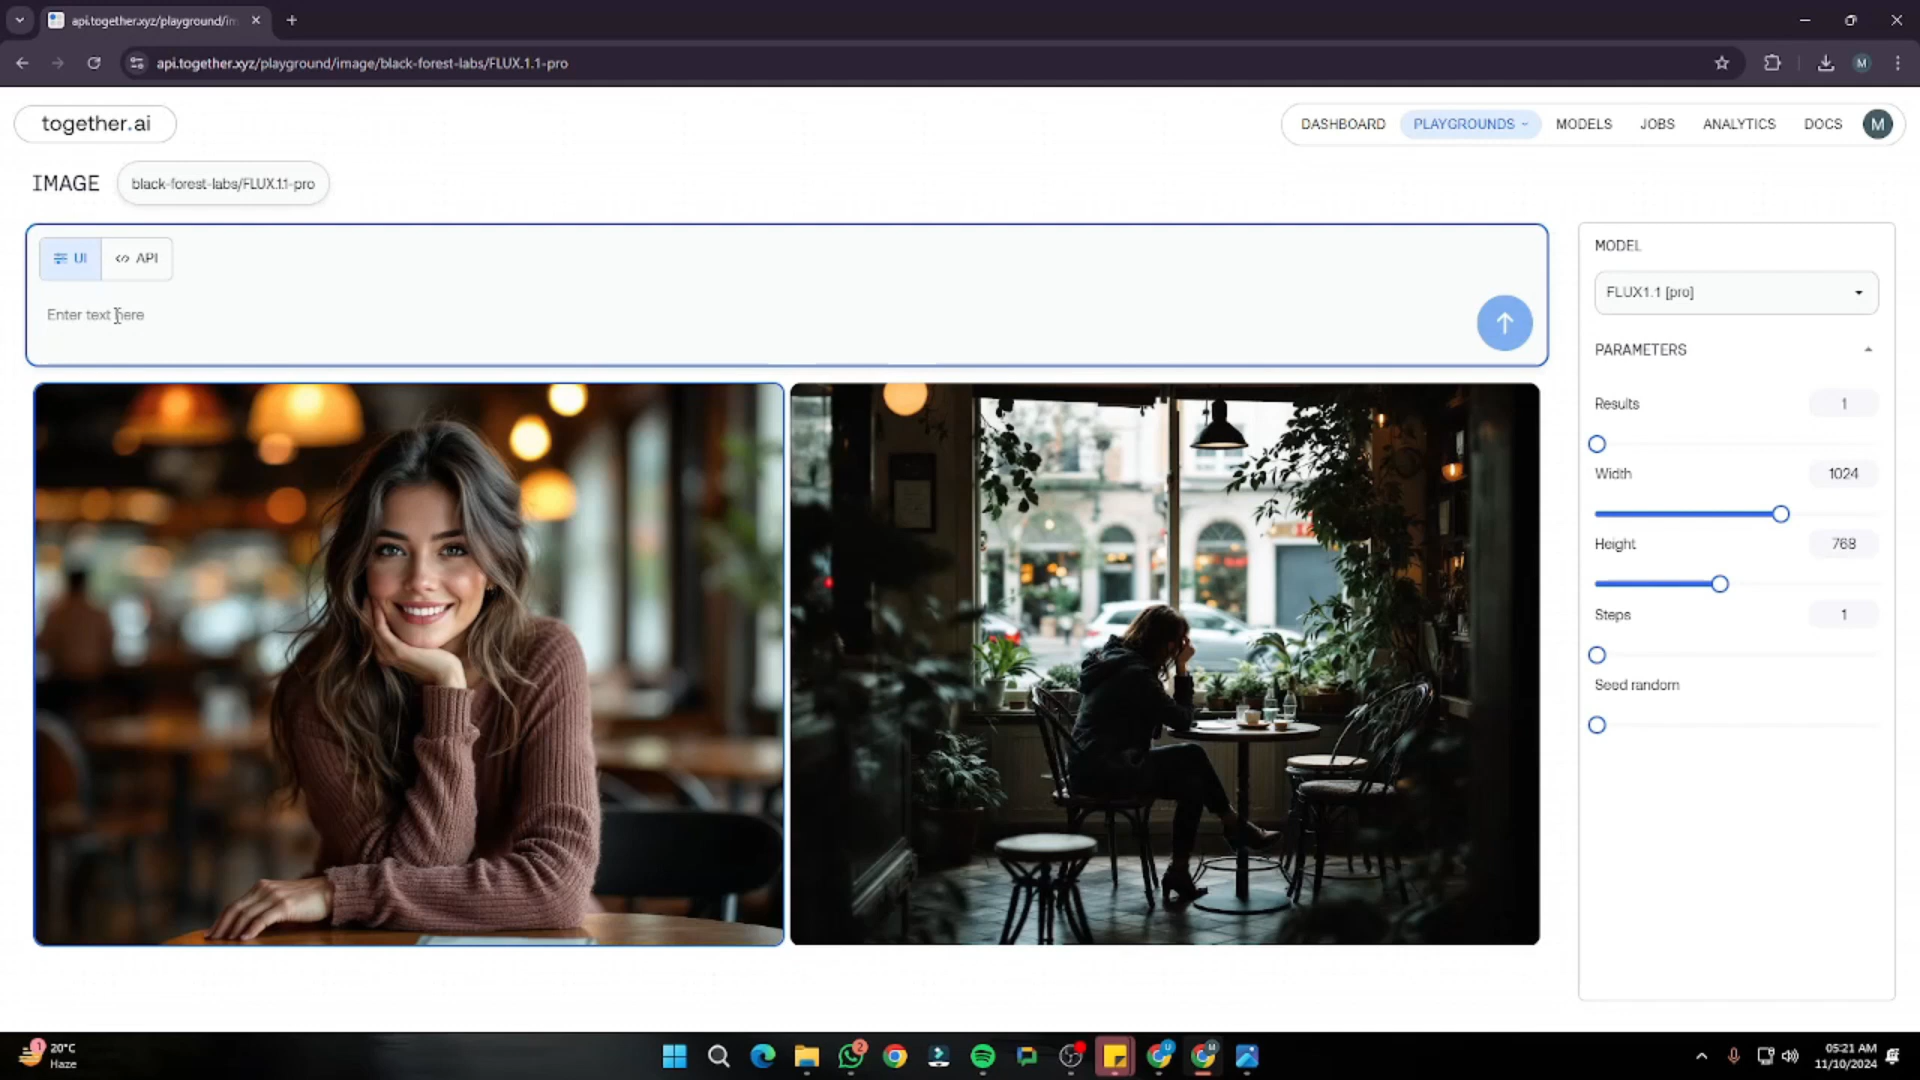 api.together.xyz/playground/im
api.together.xyz/playground/image/black-forest-labs/FLUX.1.1-pro
M
together.ai
DASHBOARD
PLAYGROUNDS
MODELS
JOBS
ANALYTICS
DOCS
M
IMAGE
black-forest-labs/FLUX.1.1-pro
UI
API
Enter text here
MODEL
FLUX1.1 [pro]
PARAMETERS
Results
1
Width
1024
Height
768
Steps
1
Seed random
1
20°C
Haze
2
U
M
05:21 AM
11/10/2024